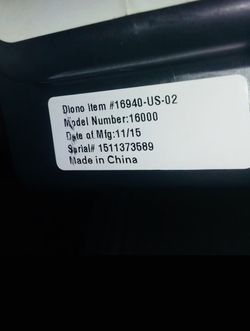 Diono Item #16940-US-02
Model Number:16000
Date of Mfg:11/15
Serial# 1511373589
Made in China